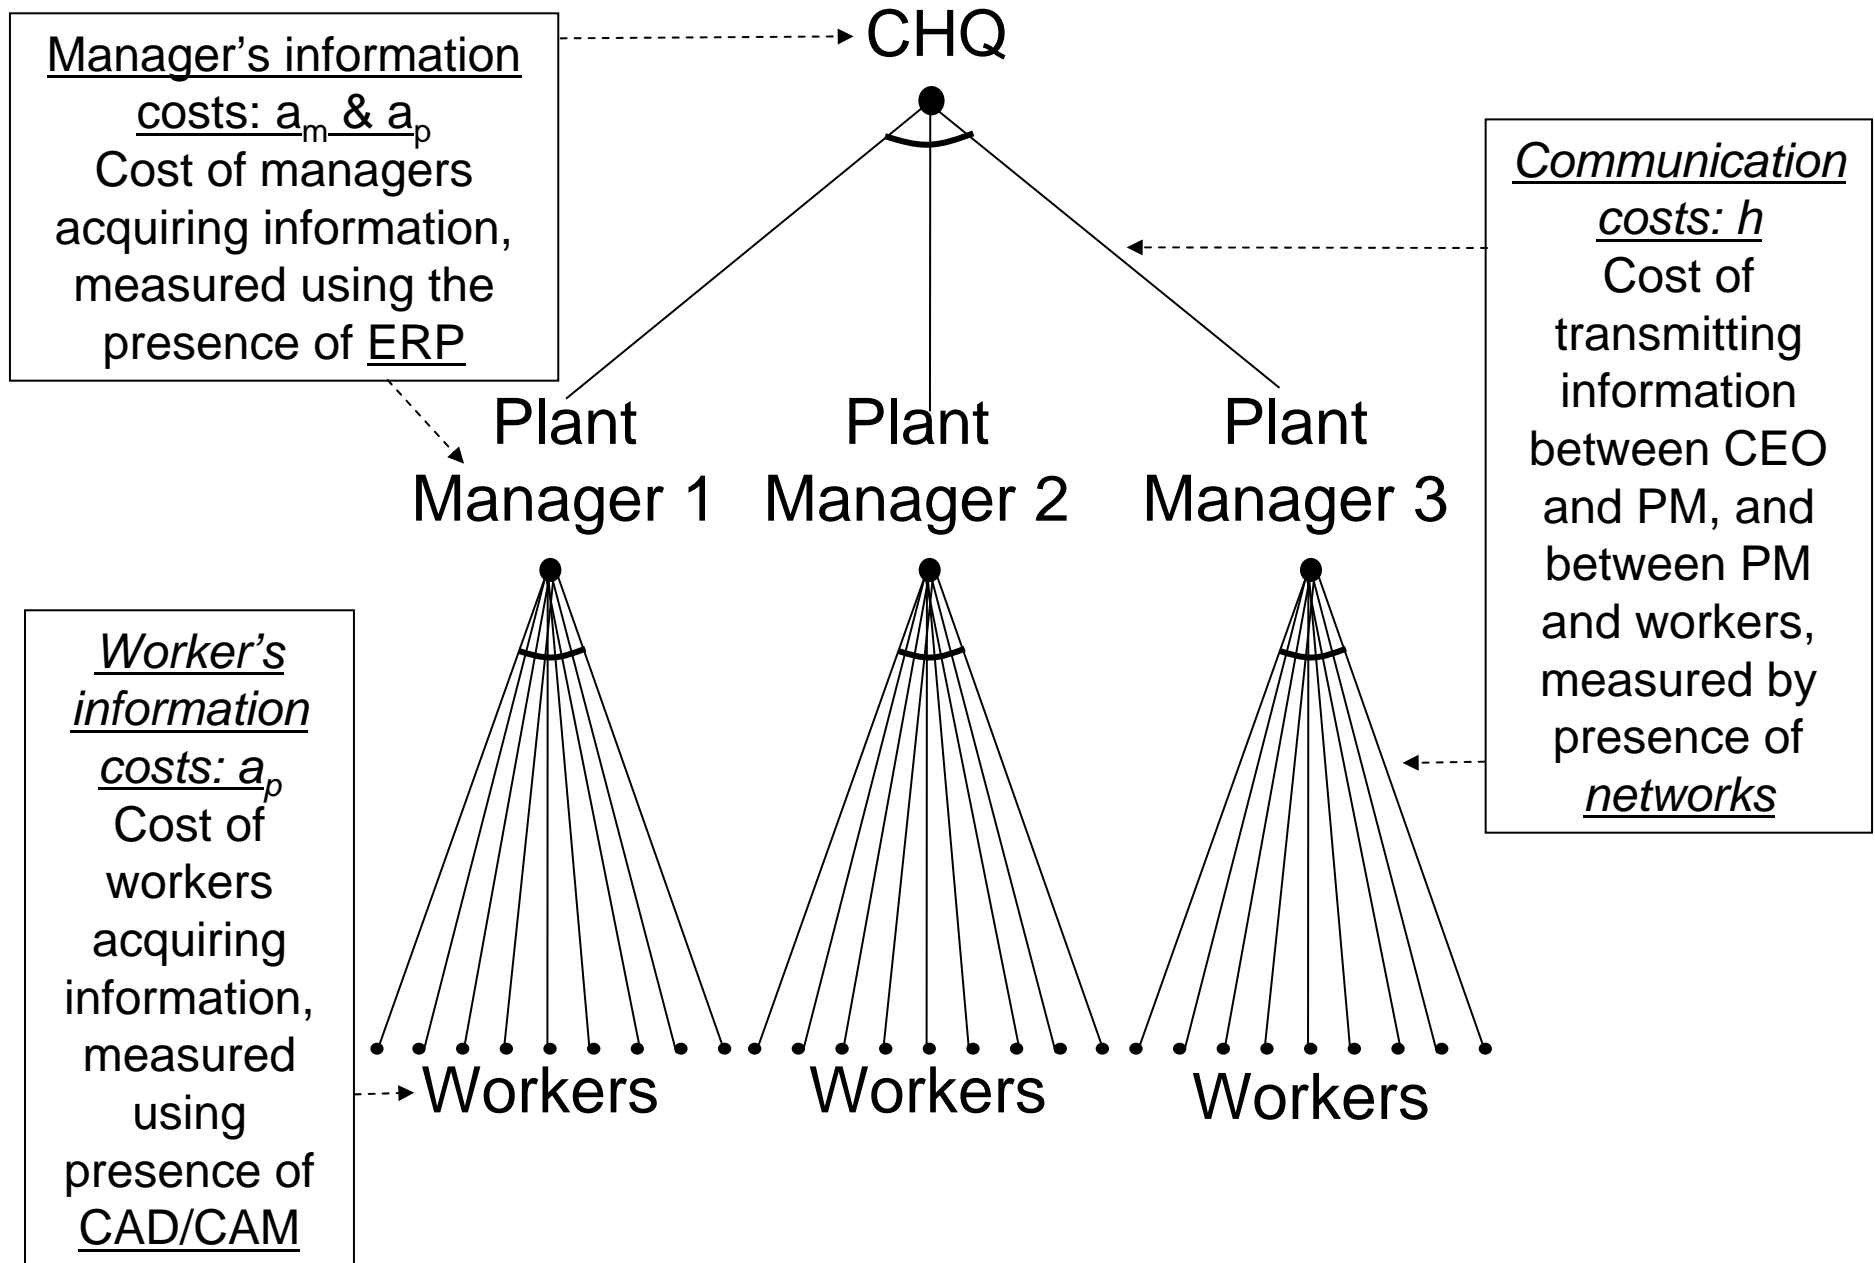 Manager’s information
costs: aₘ & aₚ
Cost of managers
acquiring information,
measured using the
presence of ERP
CHQ
Communication
costs: h
Cost of
transmitting
information
between CEO
and PM, and
between PM
and workers,
measured by
presence of
networks
Plant
Manager 1
Plant
Manager 2
Plant
Manager 3
Worker’s
information
costs: aₚ
Cost of
workers
acquiring
information,
measured
using
presence of
CAD/CAM
Workers
Workers
Workers